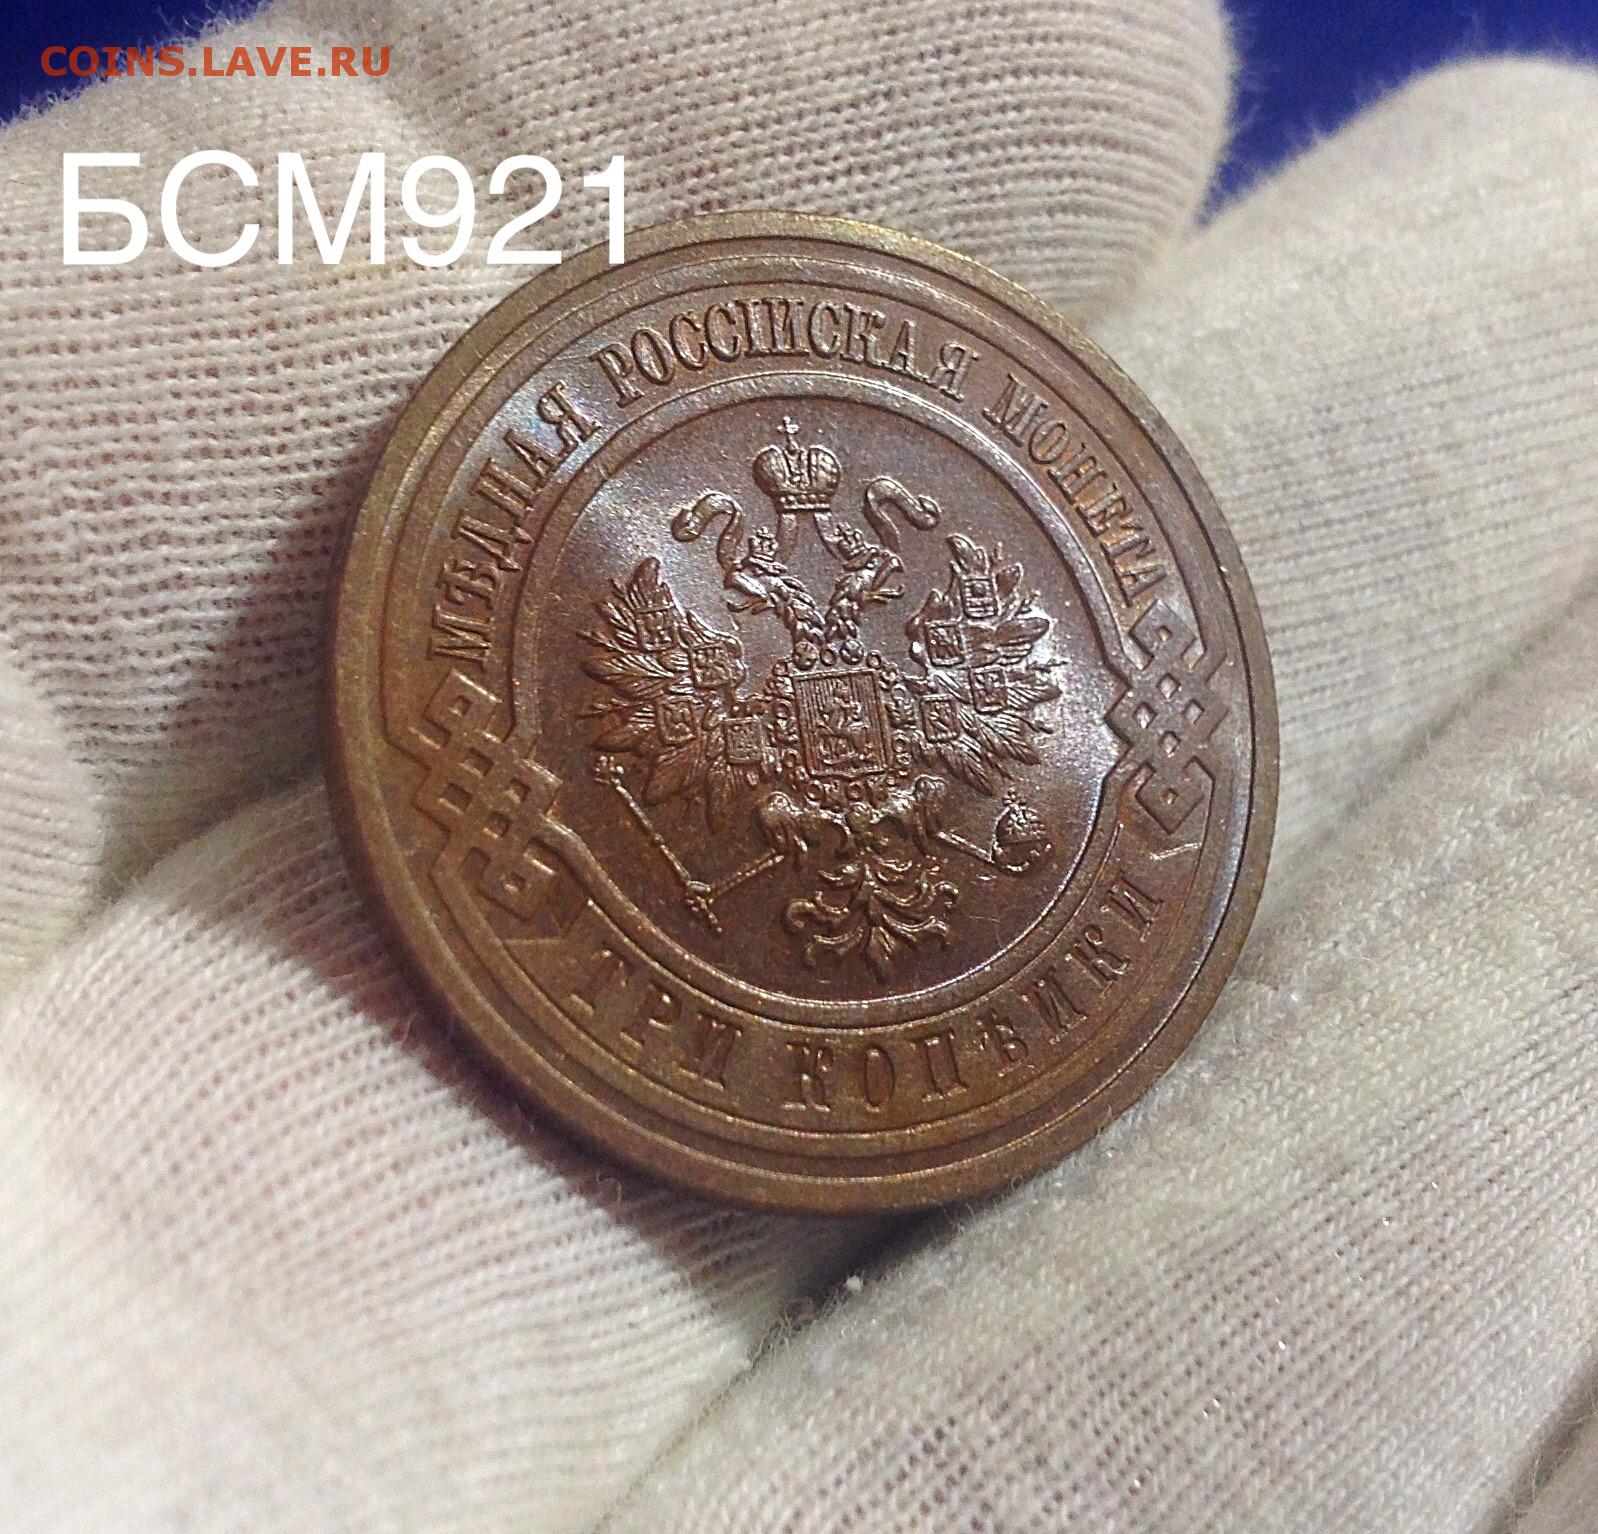 COINS.LAVE.RU
БСМ921
МѢДНАЯ РОССІЙСКАЯ МОНЕТА
ТРИ КОПѢЙКИ